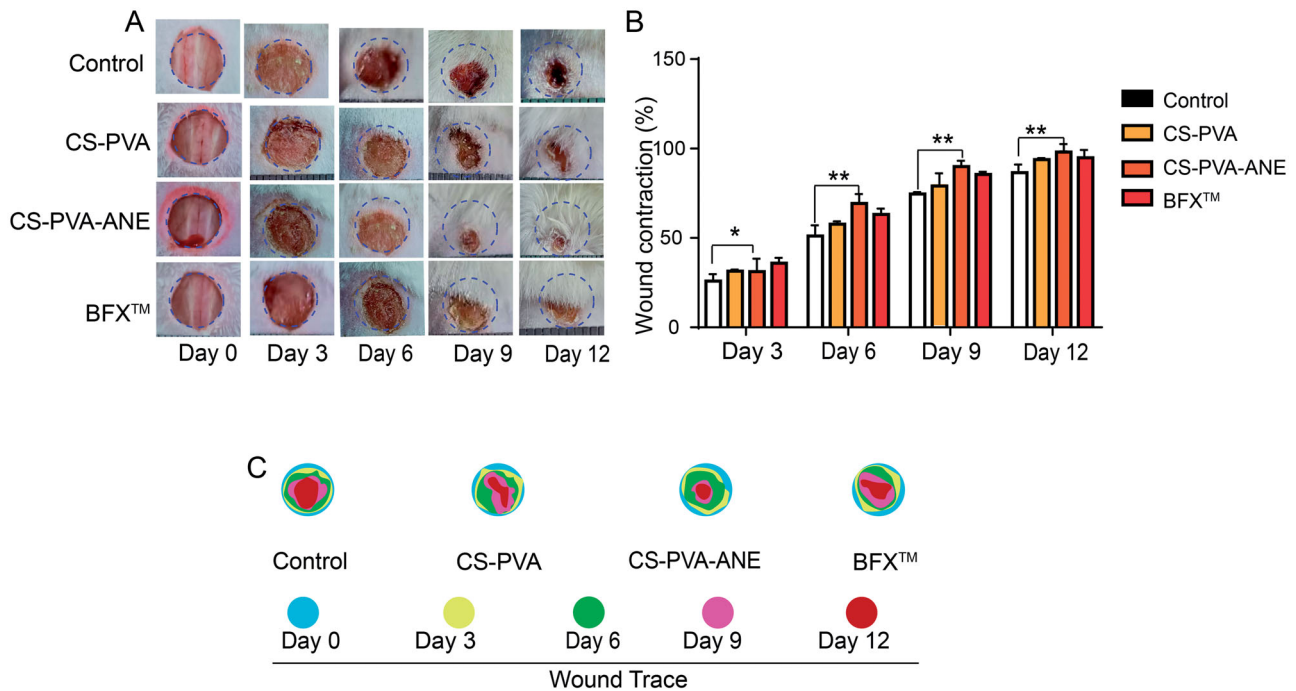 A
Control
CS-PVA
CS-PVA-ANE
BFX™
Day 0 Day 3 Day 6 Day 9 Day 12
B
Wound contraction (%)
150
100
50
0
* ** ** **
Day 3 Day 6 Day 9 Day 12
Control
CS-PVA
CS-PVA-ANE
BFX™
C
Control CS-PVA CS-PVA-ANE BFX™
Day 0 Day 3 Day 6 Day 9 Day 12
Wound Trace